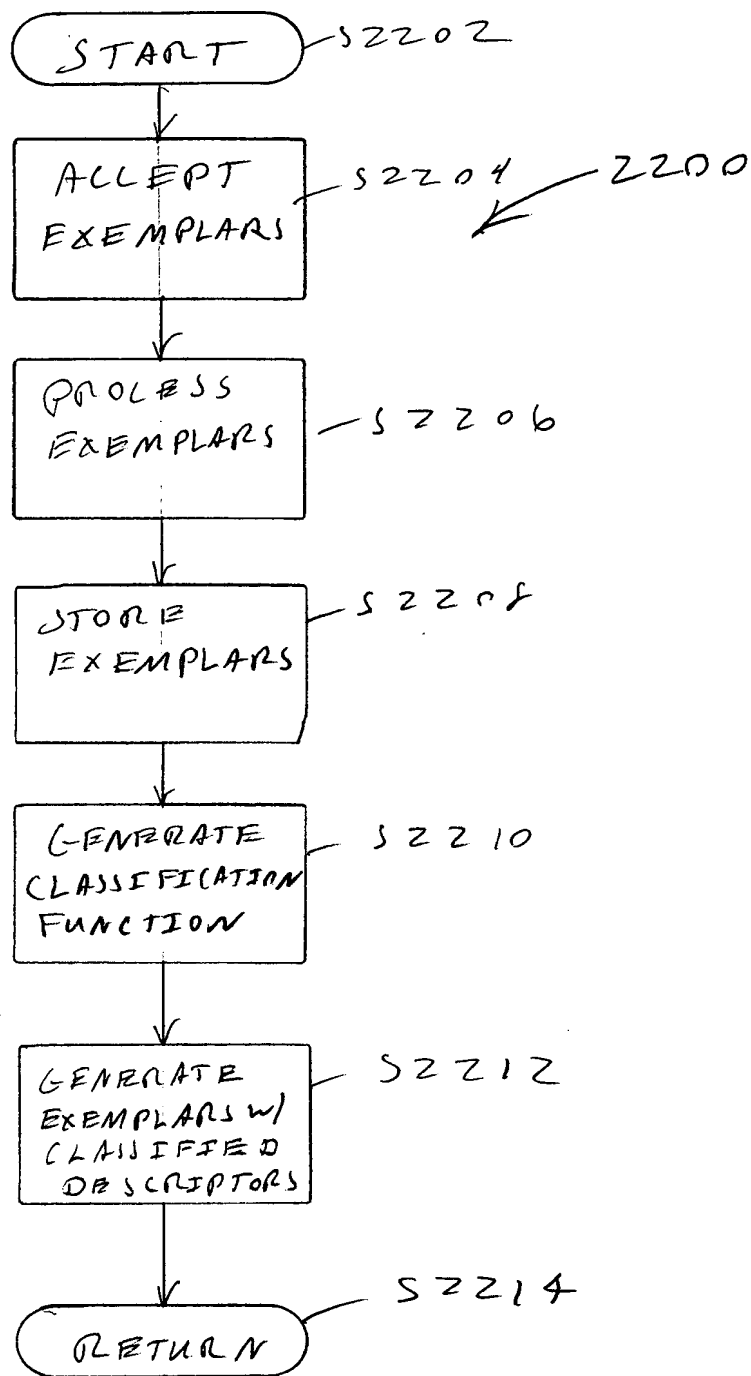 START
S2202
ACCEPT
EXEMPLARS
S2204
2200
PROCESS
EXEMPLARS
S2206
STORE
EXEMPLARS
S2208
GENERATE
CLASSIFICATION
FUNCTION
S2210
GENERATE
EXEMPLARS W/
CLASSIFIED
DESCRIPTORS
S2212
RETURN
S2214